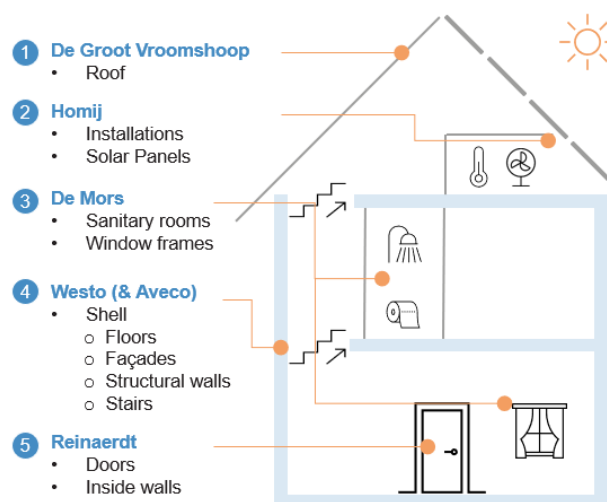 1 De Groot Vroomshoop
• Roof
2 Homij
• Installations
• Solar Panels
3 De Mors
• Sanitary rooms
• Window frames
4 Westo (& Aveco)
• Shell
o Floors
o Façades
o Structural walls
o Stairs
5 Reinaerdt
• Doors
• Inside walls